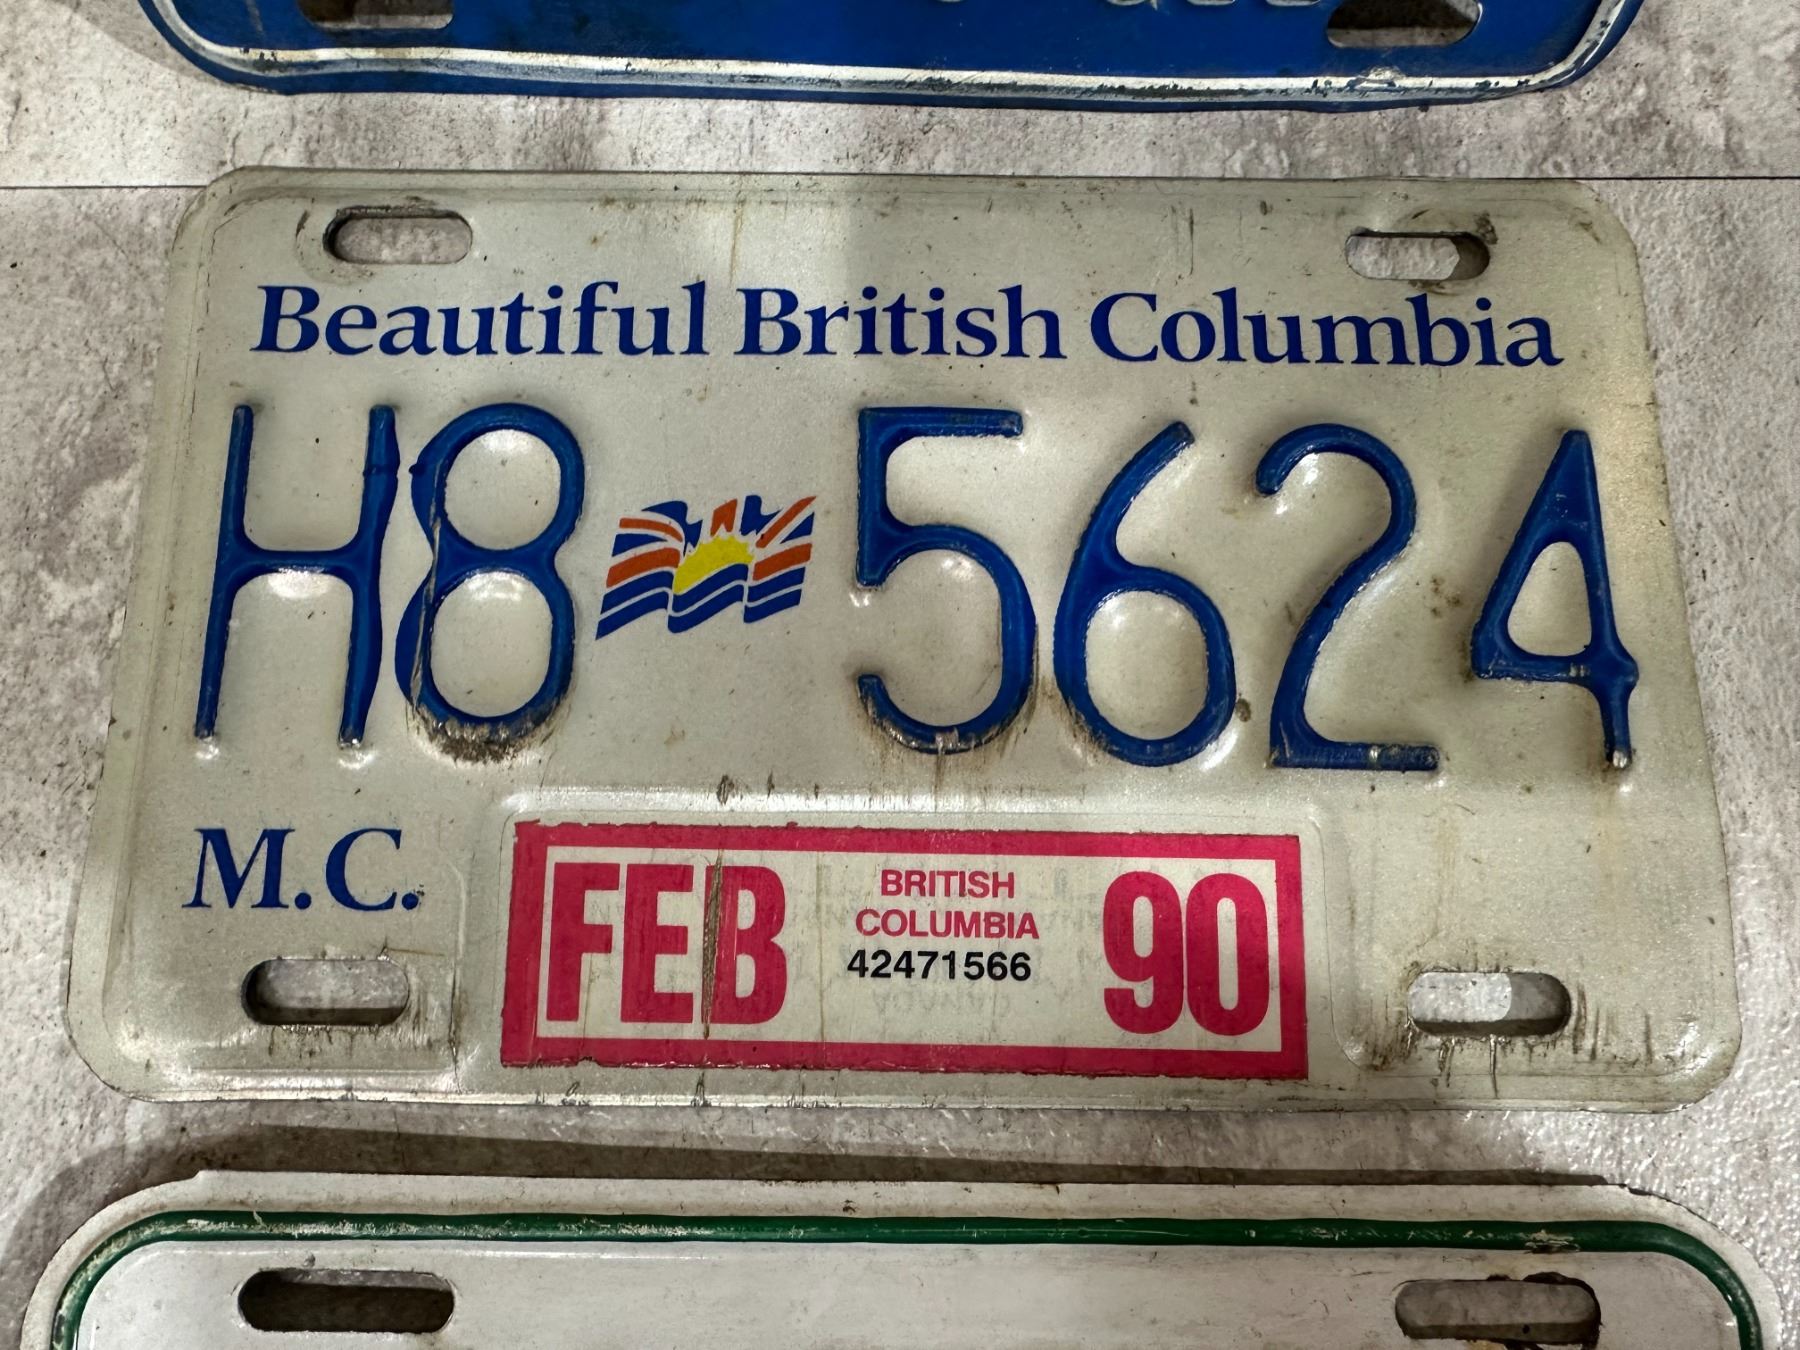 Beautiful British Columbia
H8 5624
M.C.
FEB
BRITISH
COLUMBIA
42471566
90